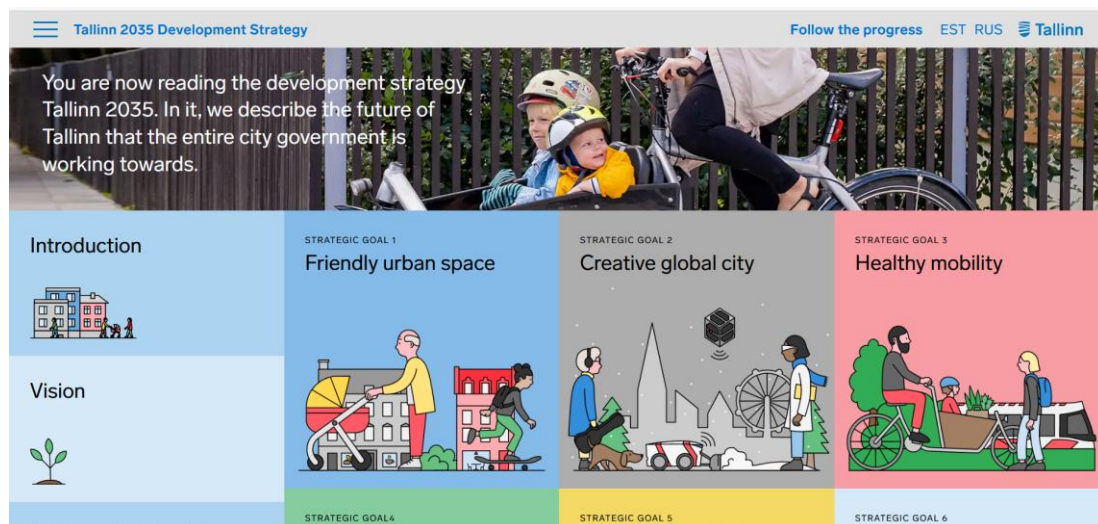 Tallinn 2035 Development Strategy
Follow the progress EST RUS Tallinn
You are now reading the development strategy
Tallinn 2035. In it, we describe the future of
Tallinn that the entire city government is
working towards.
Introduction
Vision
STRATEGIC GOAL 1
Friendly urban space
STRATEGIC GOAL 2
Creative global city
STRATEGIC GOAL 3
Healthy mobility
STRATEGIC GOAL4
STRATEGIC GOAL 5
STRATEGIC GOAL 6